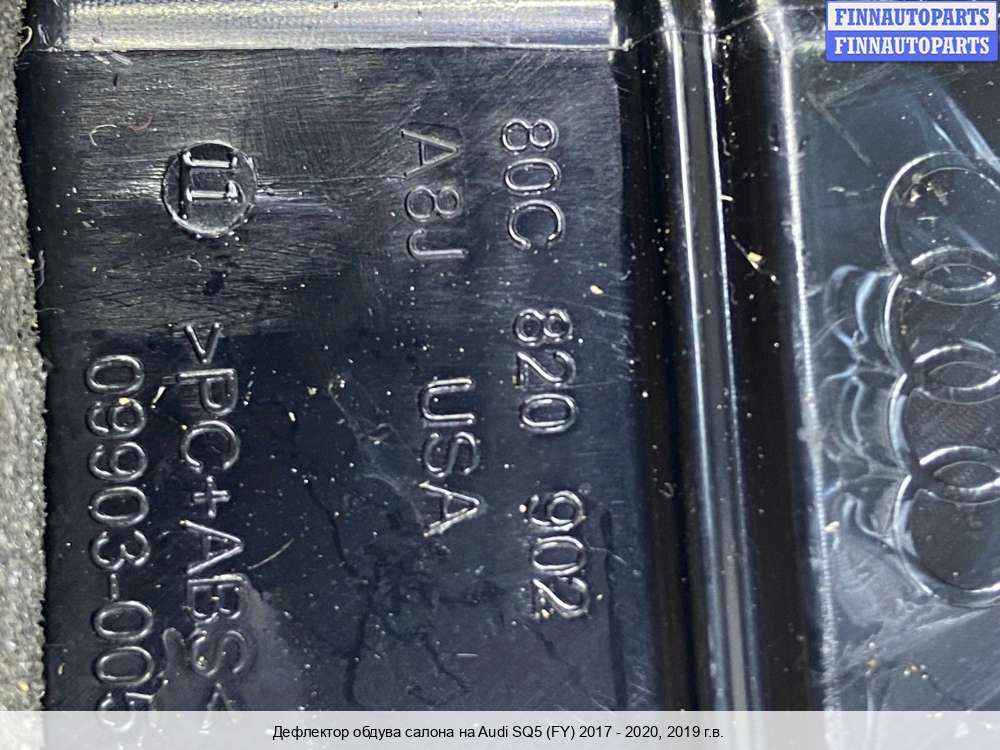 FINNAUTOPARTS
FINNAUTOPARTS
80C 820 902
A8J USA
11
>PC+ABS<
09903-005
Дефлектор обдува салона на Audi SQ5 (FY) 2017 - 2020, 2019 г.в.